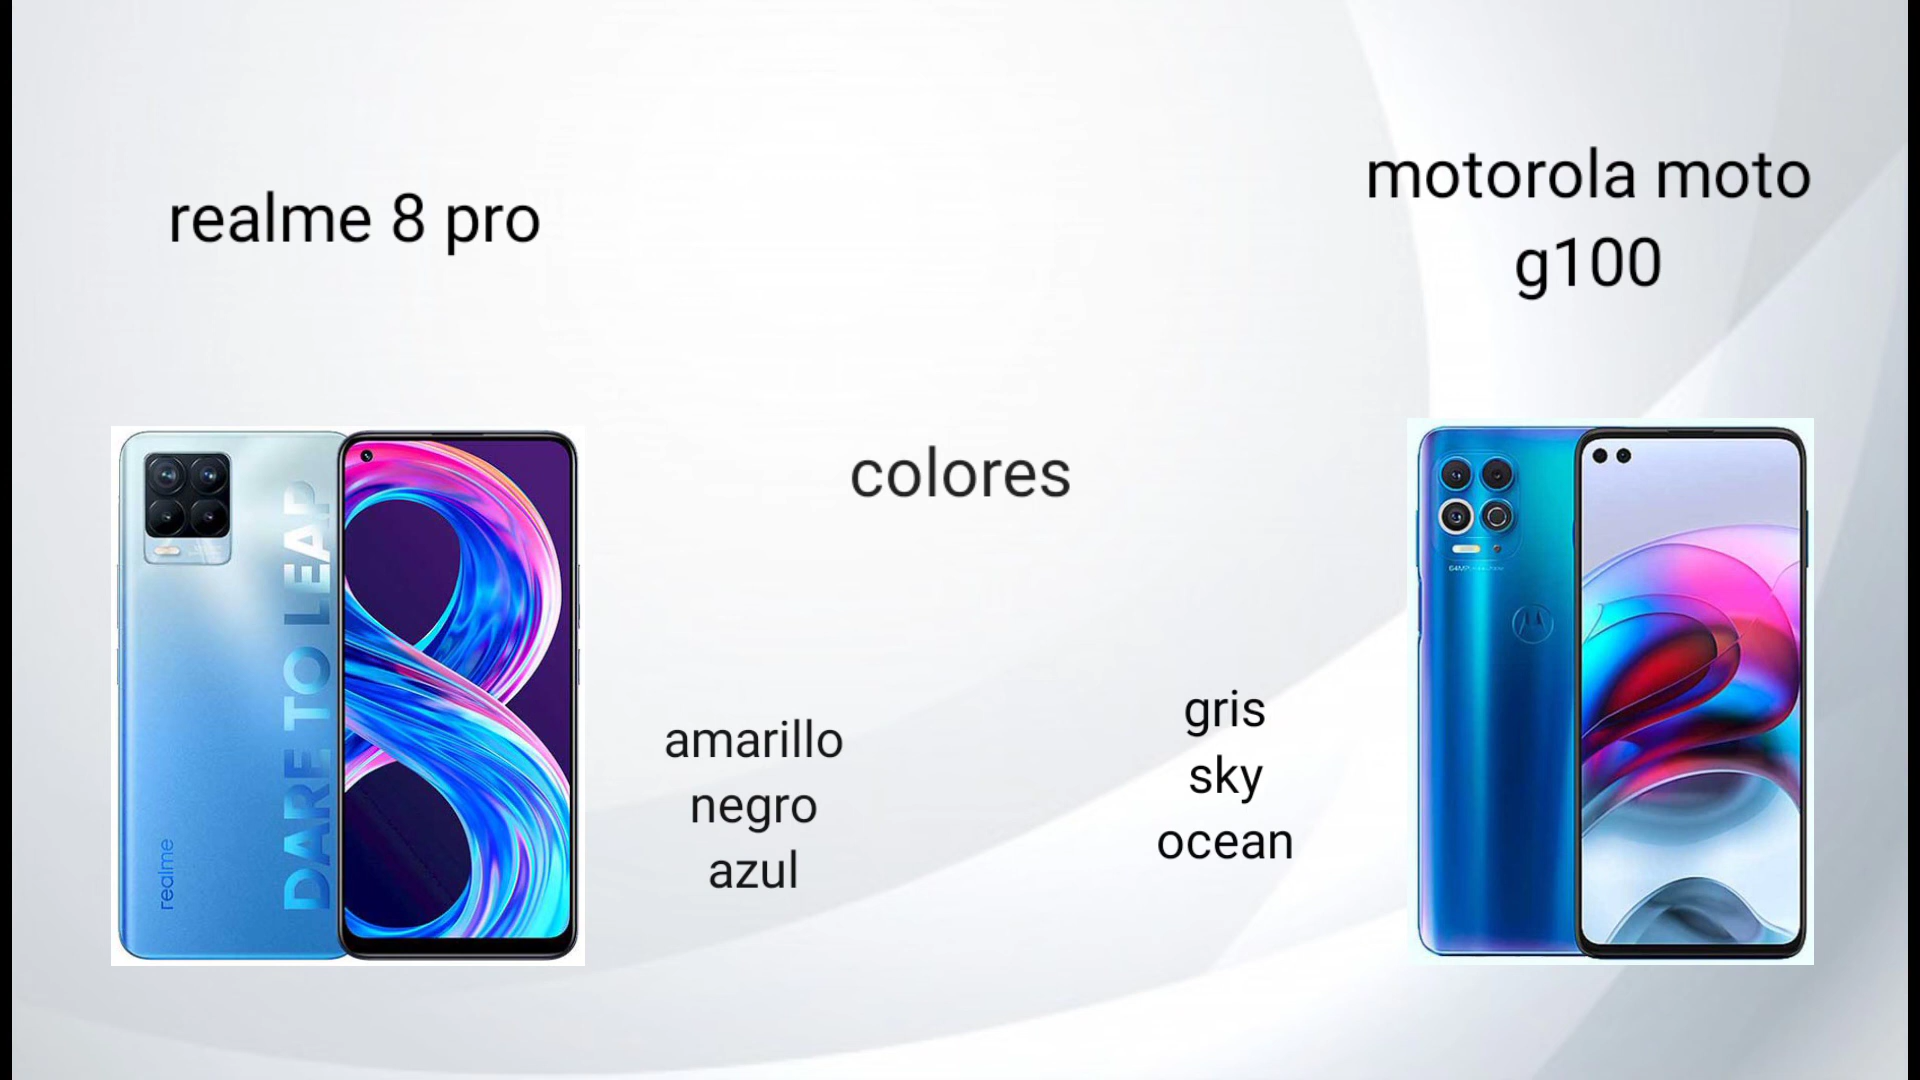 realme 8 pro
motorola moto
g100
colores
DARE TO LEAP
realme
amarillo
negro
azul
gris
sky
ocean